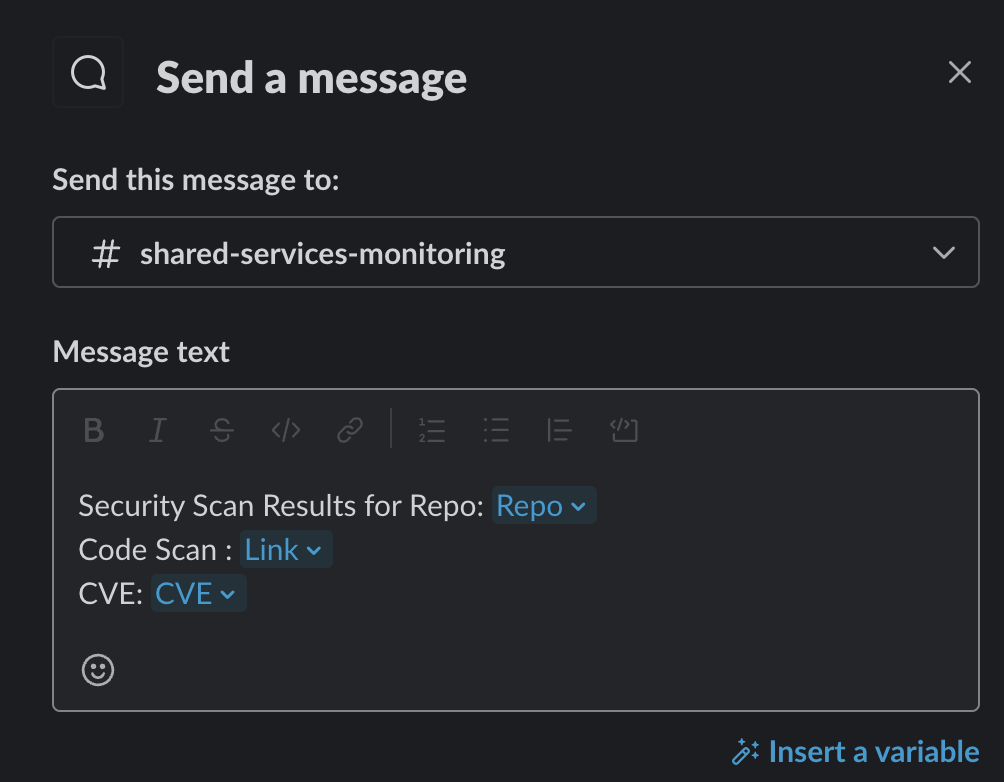 Send a message
Send this message to:
# shared-services-monitoring
Message text
Security Scan Results for Repo: Repo
Code Scan : Link
CVE: CVE
Insert a variable